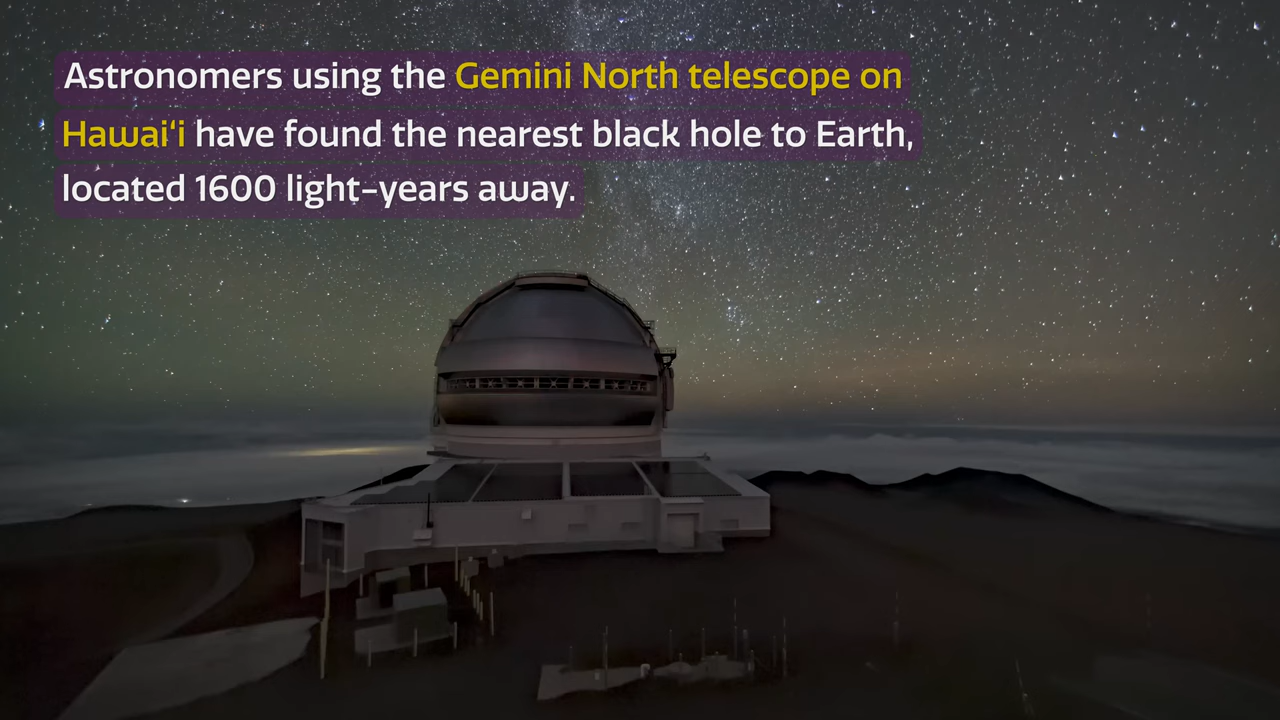 Astronomers using the Gemini North telescope on
Hawai‘i have found the nearest black hole to Earth,
located 1600 light-years away.